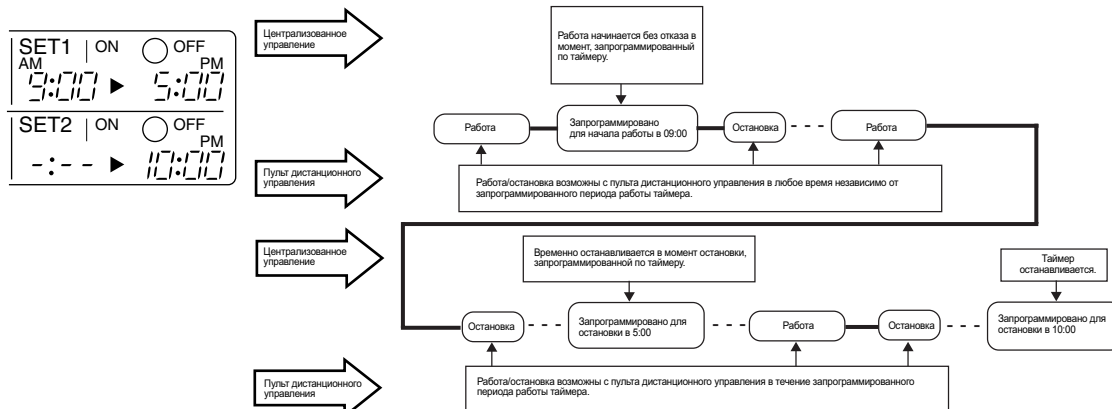 SET1 | ON OFF
AM PM
9:00 ► 5:00
SET2 | ON OFF
PM
-:-- ► 10:00
Централизованное
управление
Работа начинается без отказа в
момент, запрограммированный
по таймеру.
Работа
Запрограммировано
для начала работы в 09:00
Остановка
Работа
Пульт дистанционного
управления
Работа/остановка возможны с пульта дистанционного управления в любое время независимо от
запрограммированного периода работы таймера.
Централизованное
управление
Временно останавливается в момент остановки,
запрограммированной по таймеру.
Таймер
останавливается.
Остановка
Запрограммировано для
остановки в 5:00
Работа
Остановка
Запрограммировано для
остановки в 10:00
Пульт дистанционного
управления
Работа/остановка возможны с пульта дистанционного управления в течение запрограммированного
периода работы таймера.